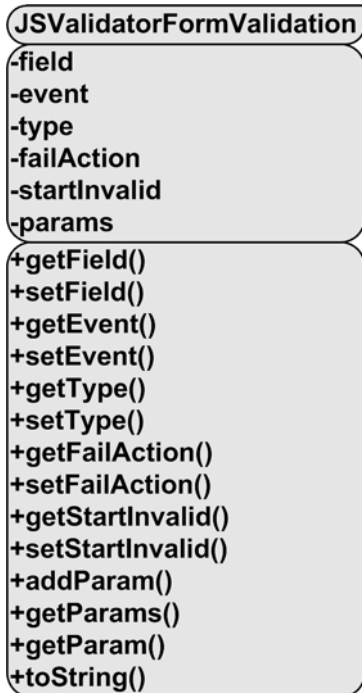 JSValidatorFormValidation
-field
-event
-type
-failAction
-startInvalid
-params
+getField()
+setField()
+getEvent()
+setEvent()
+getType()
+setType()
+getFailAction()
+setFailAction()
+getStartInvalid()
+setStartInvalid()
+addParam()
+getParams()
+getParam()
+toString()